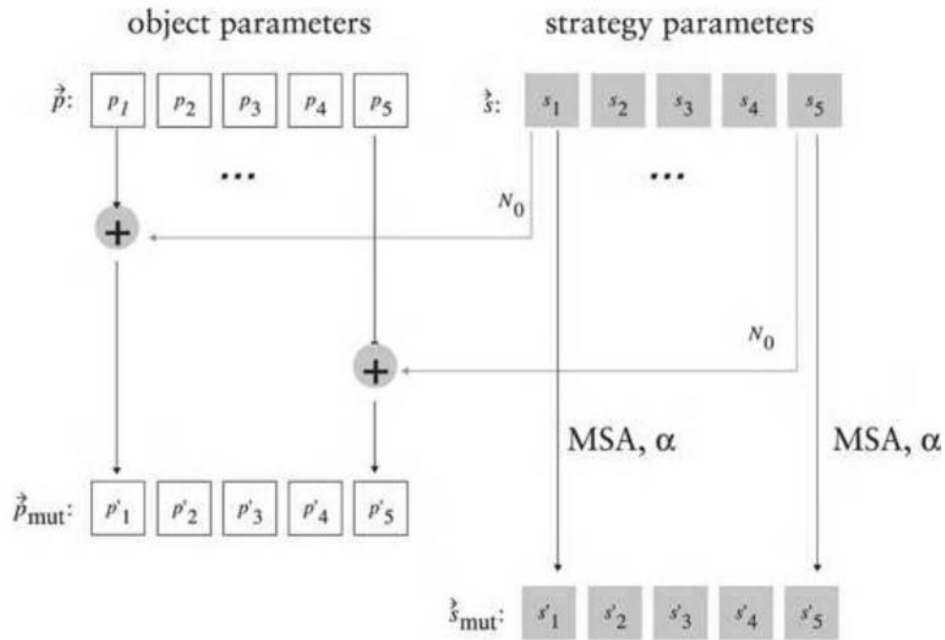 object parameters strategy parameters
p⃗: p1 p2 p3 p4 p5 s⃗: s1 s2 s3 s4 s5
... ...
N0
+
N0
+
MSA, α MSA, α
p⃗mut: p'1 p'2 p'3 p'4 p'5
s⃗mut: s'1 s'2 s'3 s'4 s'5